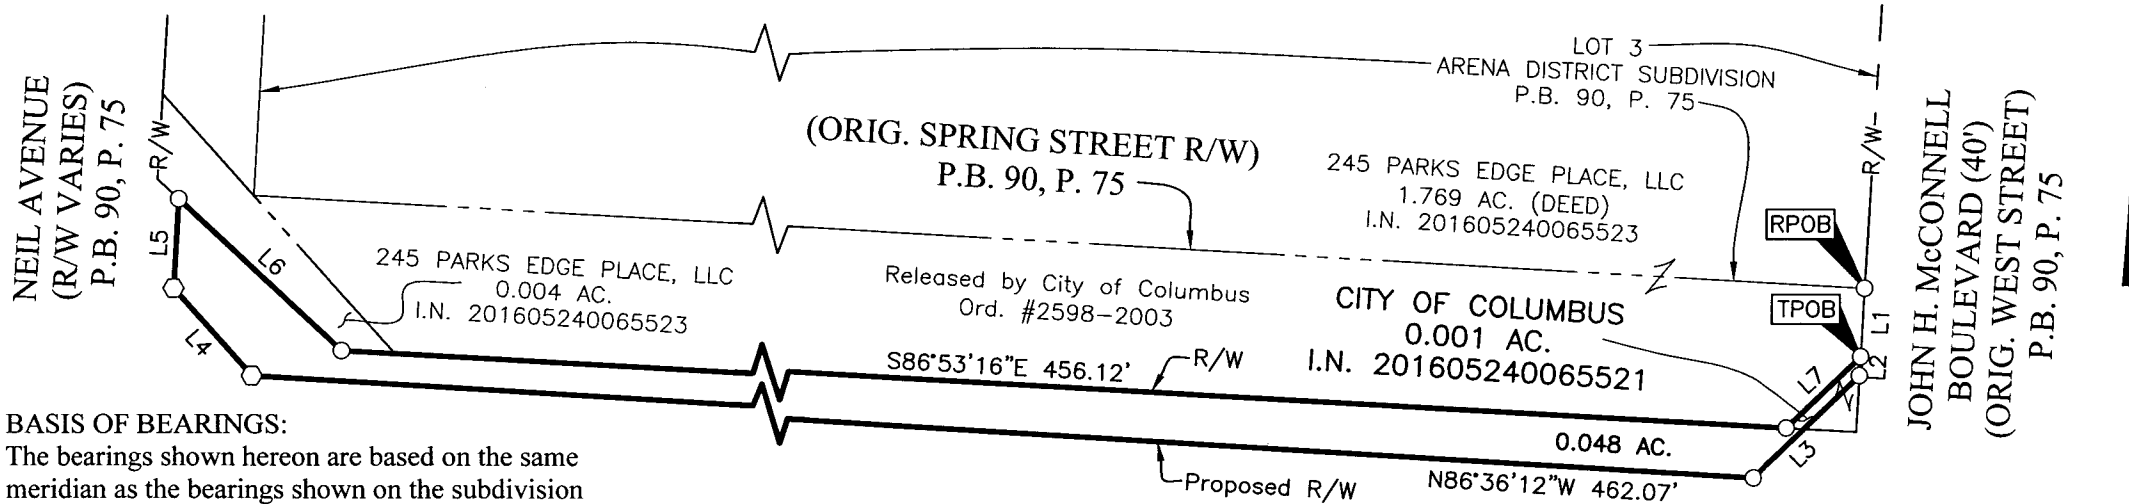 NEIL AVENUE
(R/W VARIES)
P.B. 90, P. 75
R/W
L5
L6
L4
LOT 3
ARENA DISTRICT SUBDIVISION
P.B. 90, P. 75
(ORIG. SPRING STREET R/W)
P.B. 90, P. 75
245 PARKS EDGE PLACE, LLC
1.769 AC. (DEED)
I.N. 201605240065523
R/W
RPOB
TPOB
L1
L2
JOHN H. McCONNELL
BOULEVARD (40')
(ORIG. WEST STREET)
P.B. 90, P. 75
245 PARKS EDGE PLACE, LLC
0.004 AC.
I.N. 201605240065523
Released by City of Columbus
Ord. #2598-2003
CITY OF COLUMBUS
0.001 AC.
I.N. 201605240065521
S86°53'16"E 456.12'
R/W
L7
L3
0.048 AC.
N86°36'12"W 462.07'
Proposed R/W
BASIS OF BEARINGS:
The bearings shown hereon are based on the same
meridian as the bearings shown on the subdivision